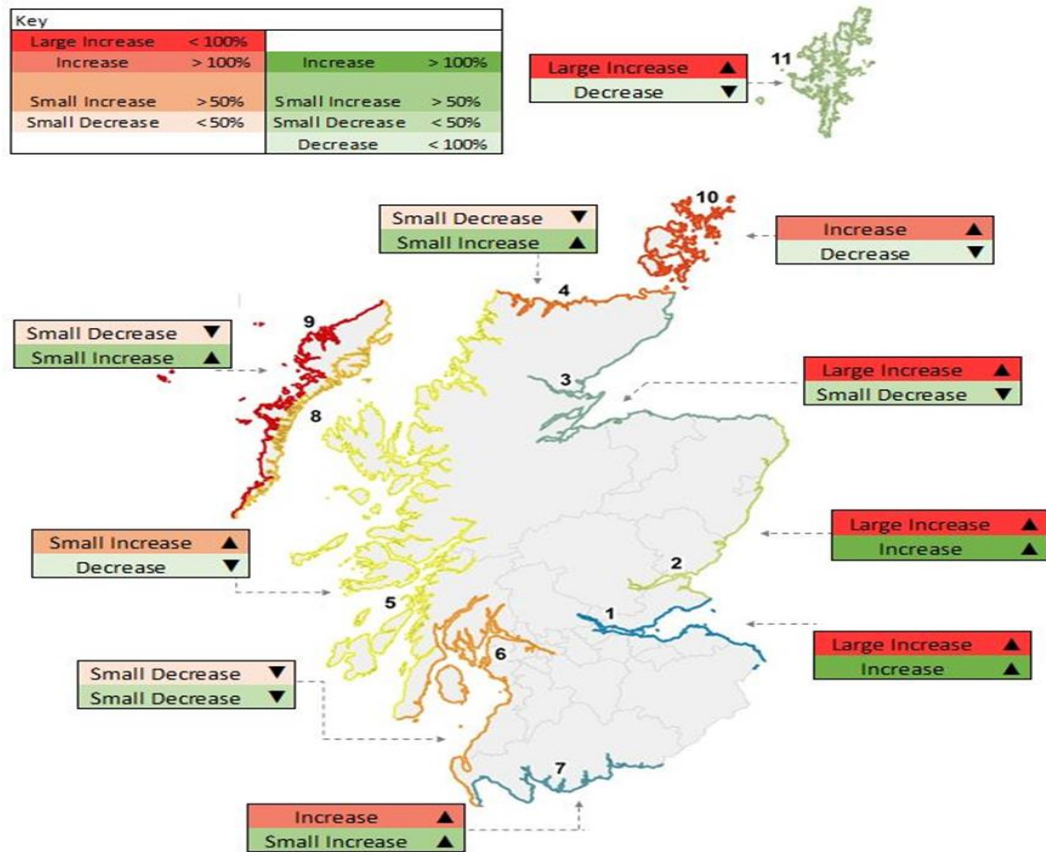 Key
Large Increase < 100%
Increase > 100% Increase > 100%
Small Increase > 50% Small Increase > 50%
Small Decrease < 50% Small Decrease < 50%
Decrease < 100%
11
Large Increase ▲
Decrease ▼
10
Small Decrease ▼
Small Increase ▲
Increase ▲
Decrease ▼
4
9
Small Decrease ▼
Small Increase ▲
3
Large Increase ▲
Small Decrease ▼
8
Large Increase ▲
Increase ▲
Small Increase ▲
Decrease ▼
2
5
1
6
Large Increase ▲
Increase ▲
Small Decrease ▼
Small Decrease ▼
7
Increase ▲
Small Increase ▲